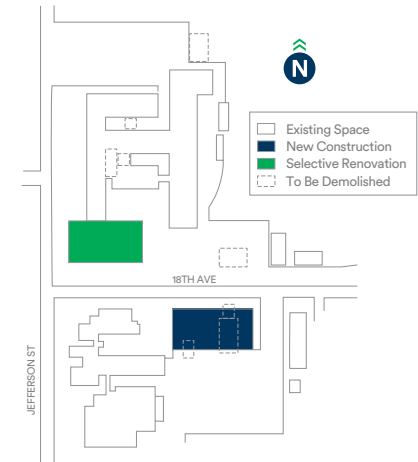 N
Existing Space
New Construction
Selective Renovation
To Be Demolished
18TH AVE
JEFFERSON ST